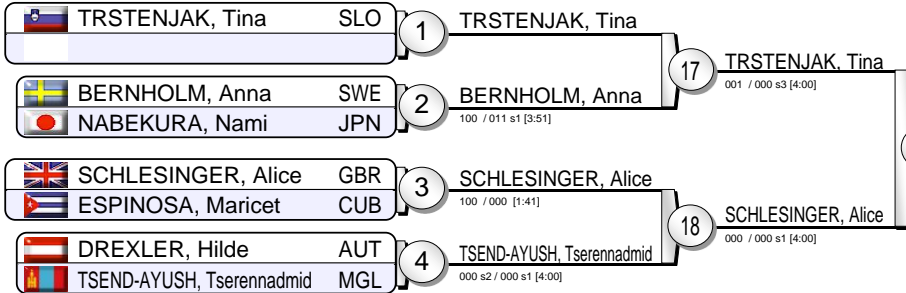 TRSTENJAK, Tina SLO
1
BERNHOLM, Anna SWE
NABEKURA, Nami JPN
2
SCHLESINGER, Alice GBR
ESPINOSA, Maricet CUB
3
DREXLER, Hilde AUT
TSEND-AYUSH, Tserennadmid MGL
4
TRSTENJAK, Tina
BERNHOLM, Anna
100 / 011 s1 [3:51]
17
SCHLESINGER, Alice
100 / 000 [1:41]
TSEND-AYUSH, Tserennadmid
000 s2 / 000 s1 [4:00]
18
TRSTENJAK, Tina
001 / 000 s3 [4:00]
SCHLESINGER, Alice
000 / 000 s1 [4:00]